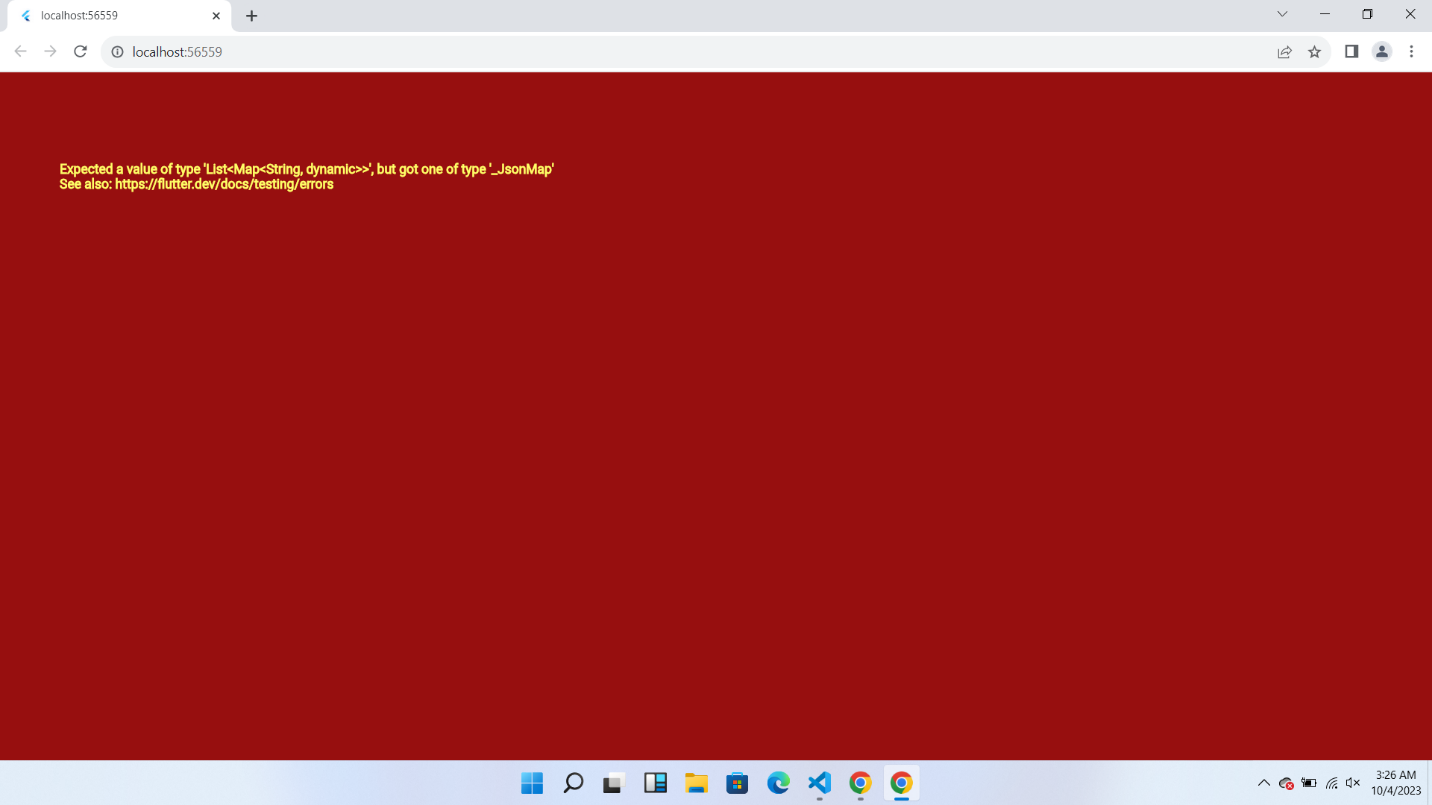 localhost:56559
localhost:56559
Expected a value of type 'List<Map<String, dynamic>>', but got one of type '_JsonMap'
See also: https://flutter.dev/docs/testing/errors
3:26 AM
10/4/2023